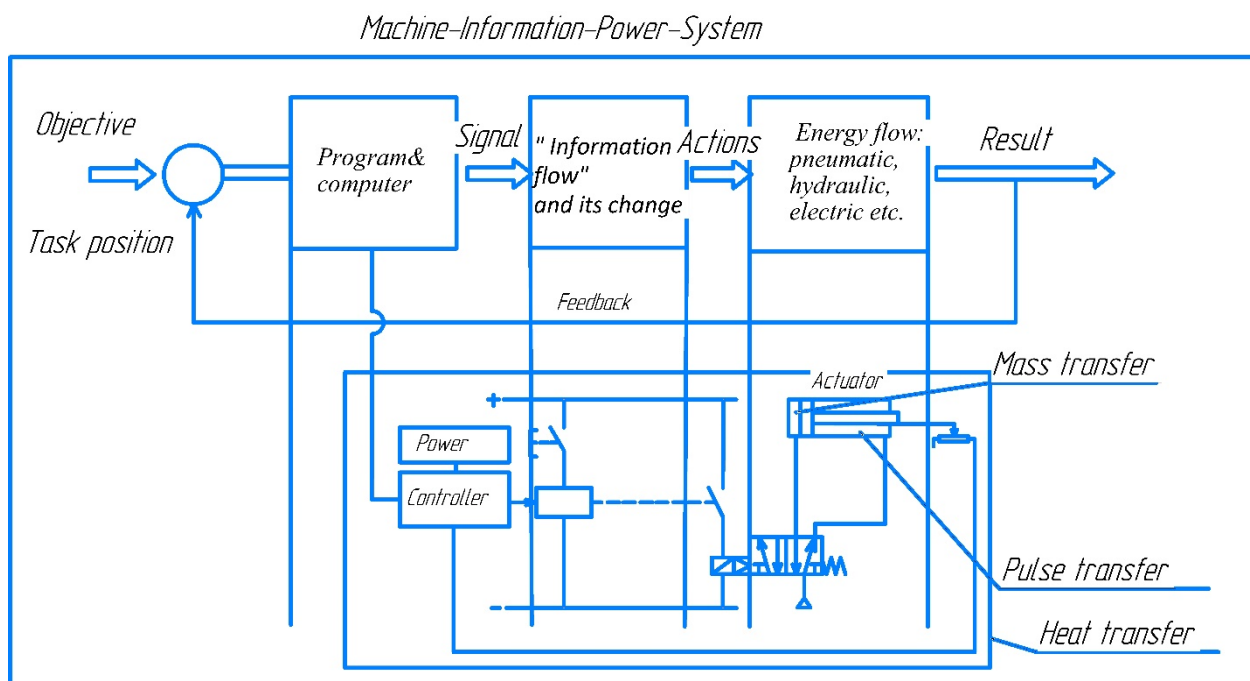 Machine-Information-Power-System
Objective
Task position
Program&
computer
Signal
" Information
flow"
and its change
Actions
Energy flow:
pneumatic,
hydraulic,
electric etc.
Result
Feedback
Actuator
Mass transfer
+
Power
Controller
-
Pulse transfer
Heat transfer